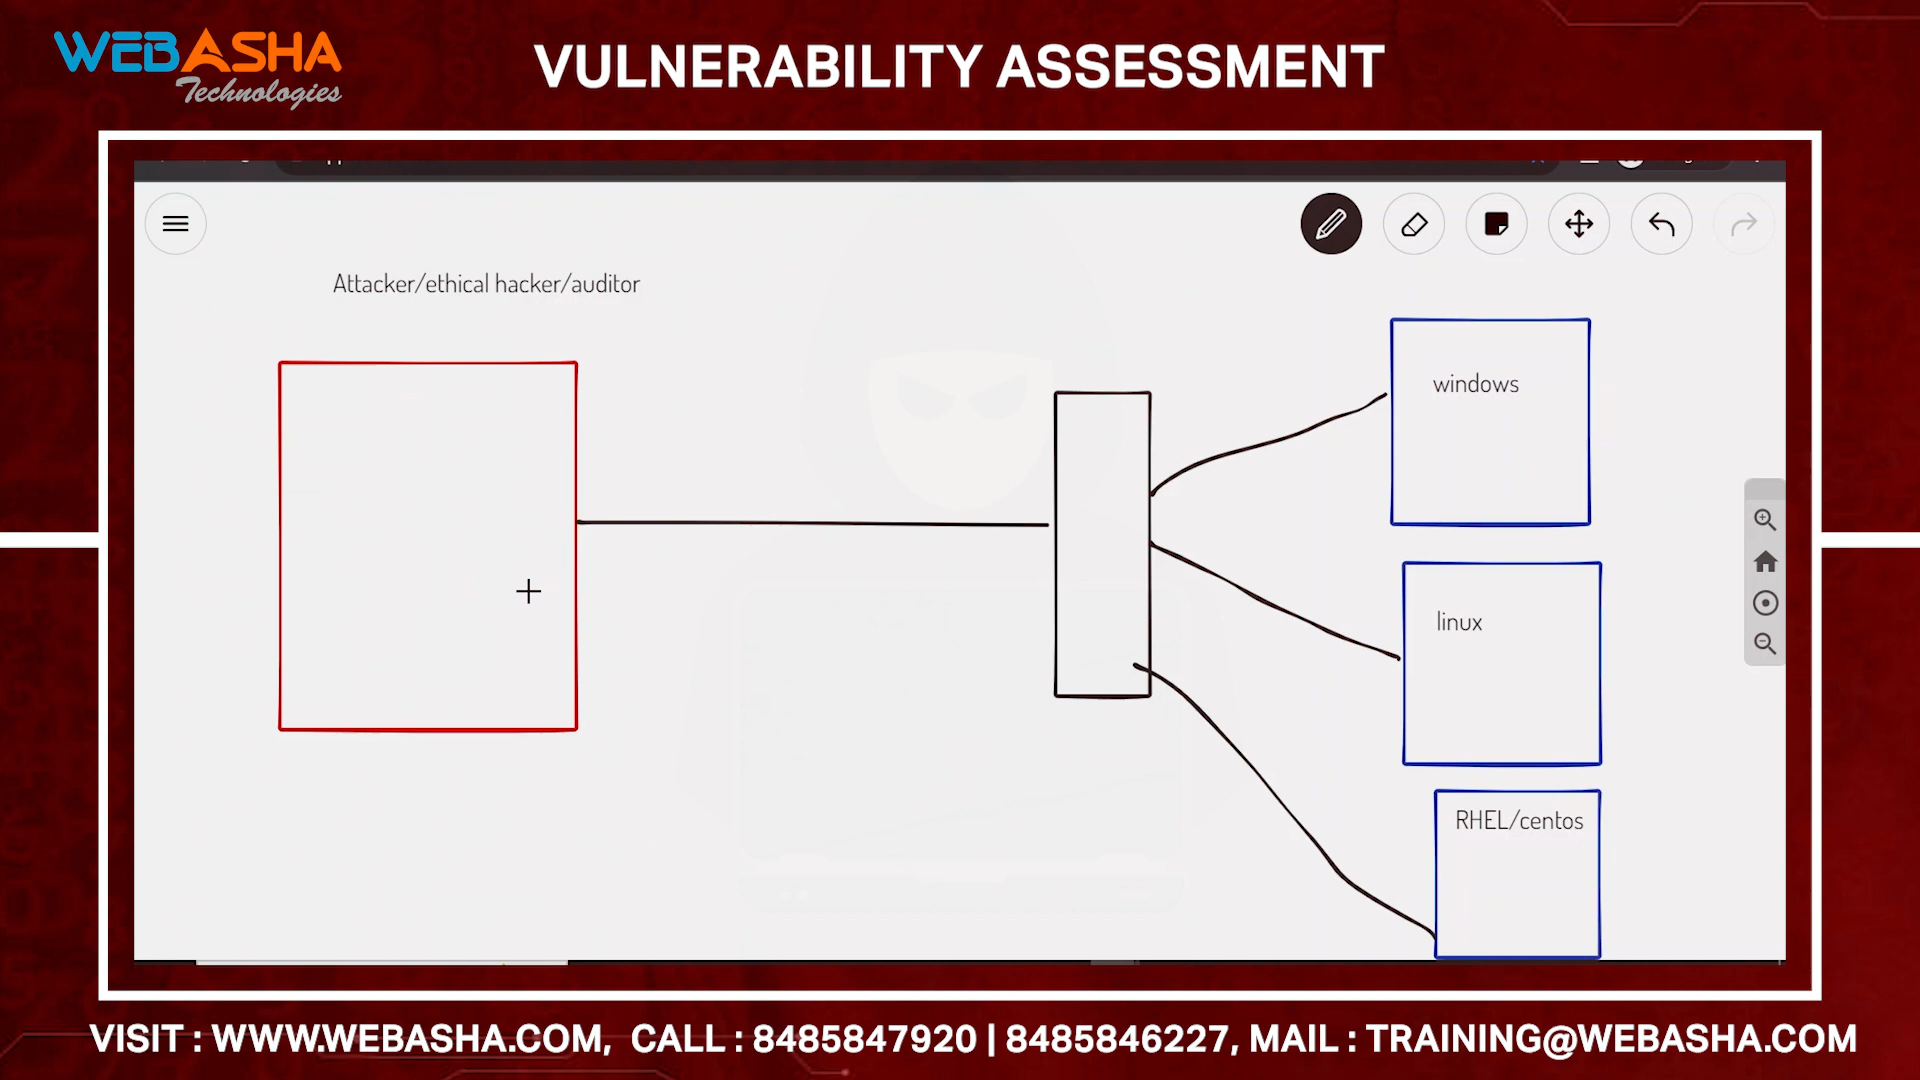 WEBASHA
Technologies
VULNERABILITY ASSESSMENT
Attacker/ethical hacker/auditor
windows
linux
RHEL/centos
VISIT : WWW.WEBASHA.COM, CALL : 8485847920 | 8485846227, MAIL : TRAINING@WEBASHA.COM